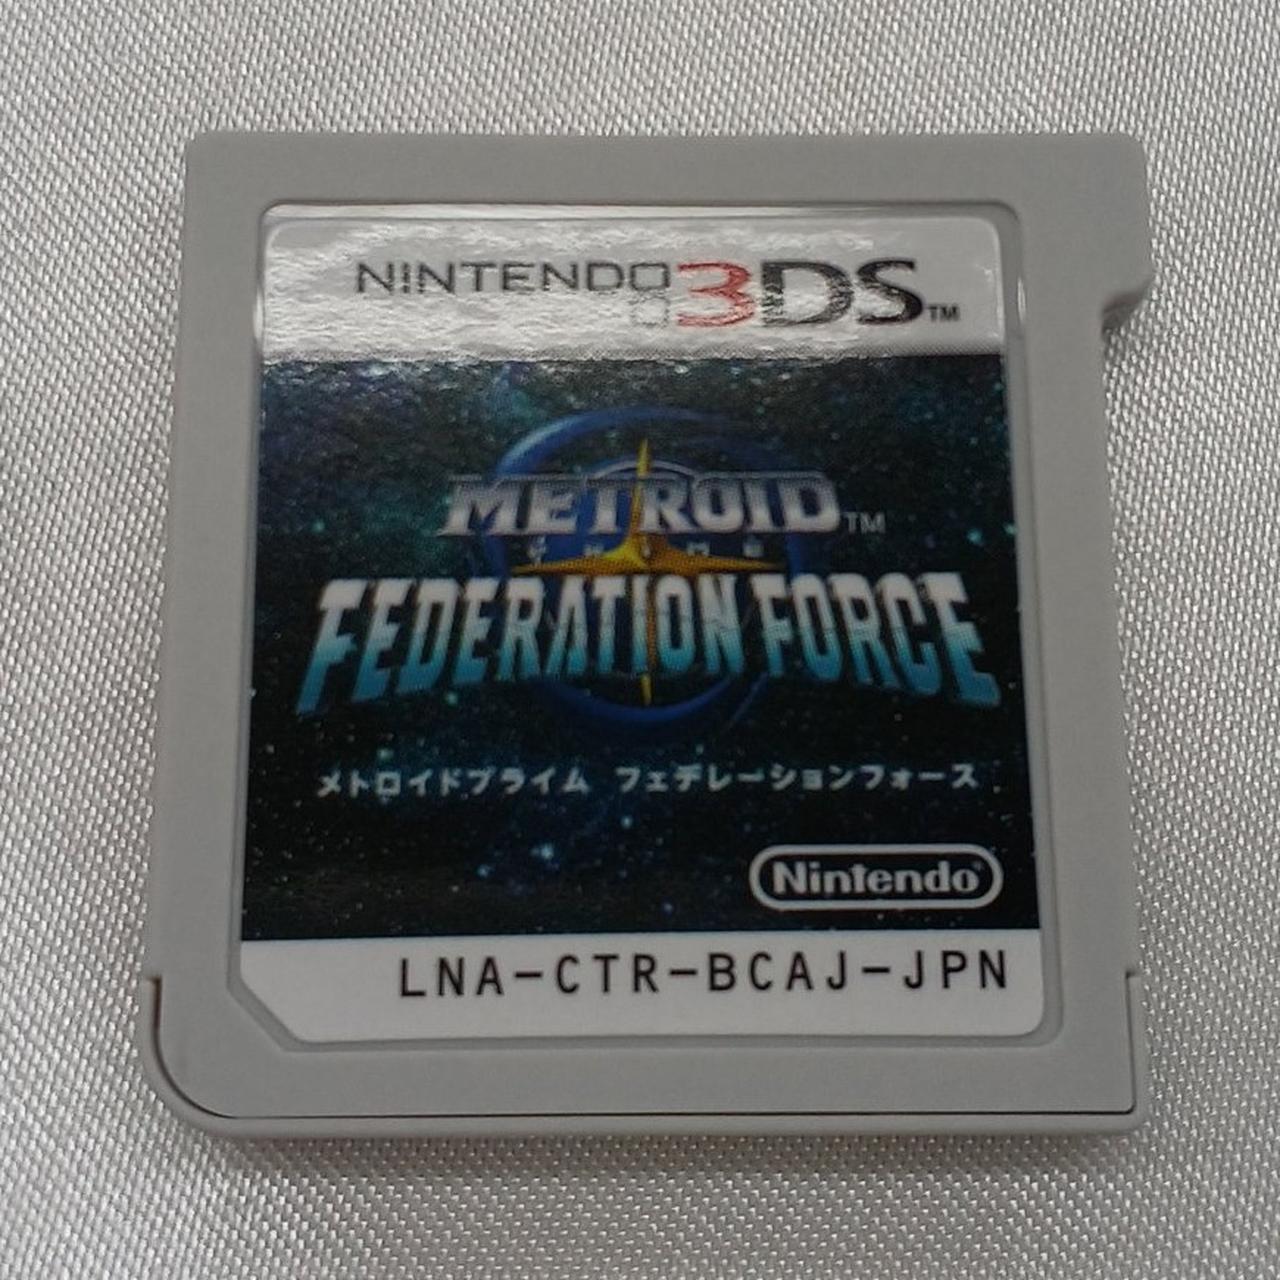 NINTENDO 3DS™
METROID™
PRIME
FEDERATION FORCE
メトロイドプライム フェデレーションフォース
Nintendo®
LNA-CTR-BCAJ-JPN